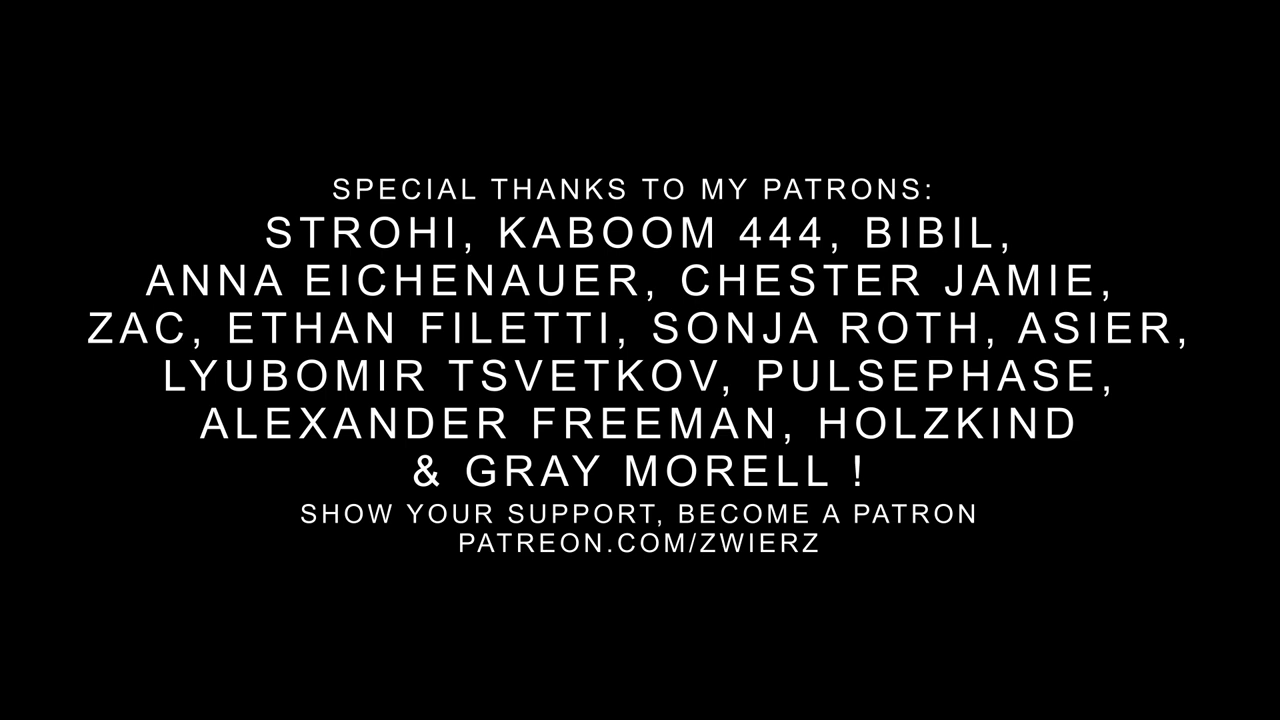 SPECIAL THANKS TO MY PATRONS:
STROHI, KABOOM 444, BIBIL,
ANNA EICHENAUER, CHESTER JAMIE,
ZAC, ETHAN FILETTI, SONJA ROTH, ASIER,
LYUBOMIR TSVETKOV, PULSEPHASE,
ALEXANDER FREEMAN, HOLZKIND
& GRAY MORELL !
SHOW YOUR SUPPORT, BECOME A PATRON
PATREON.COM/ZWIERZ